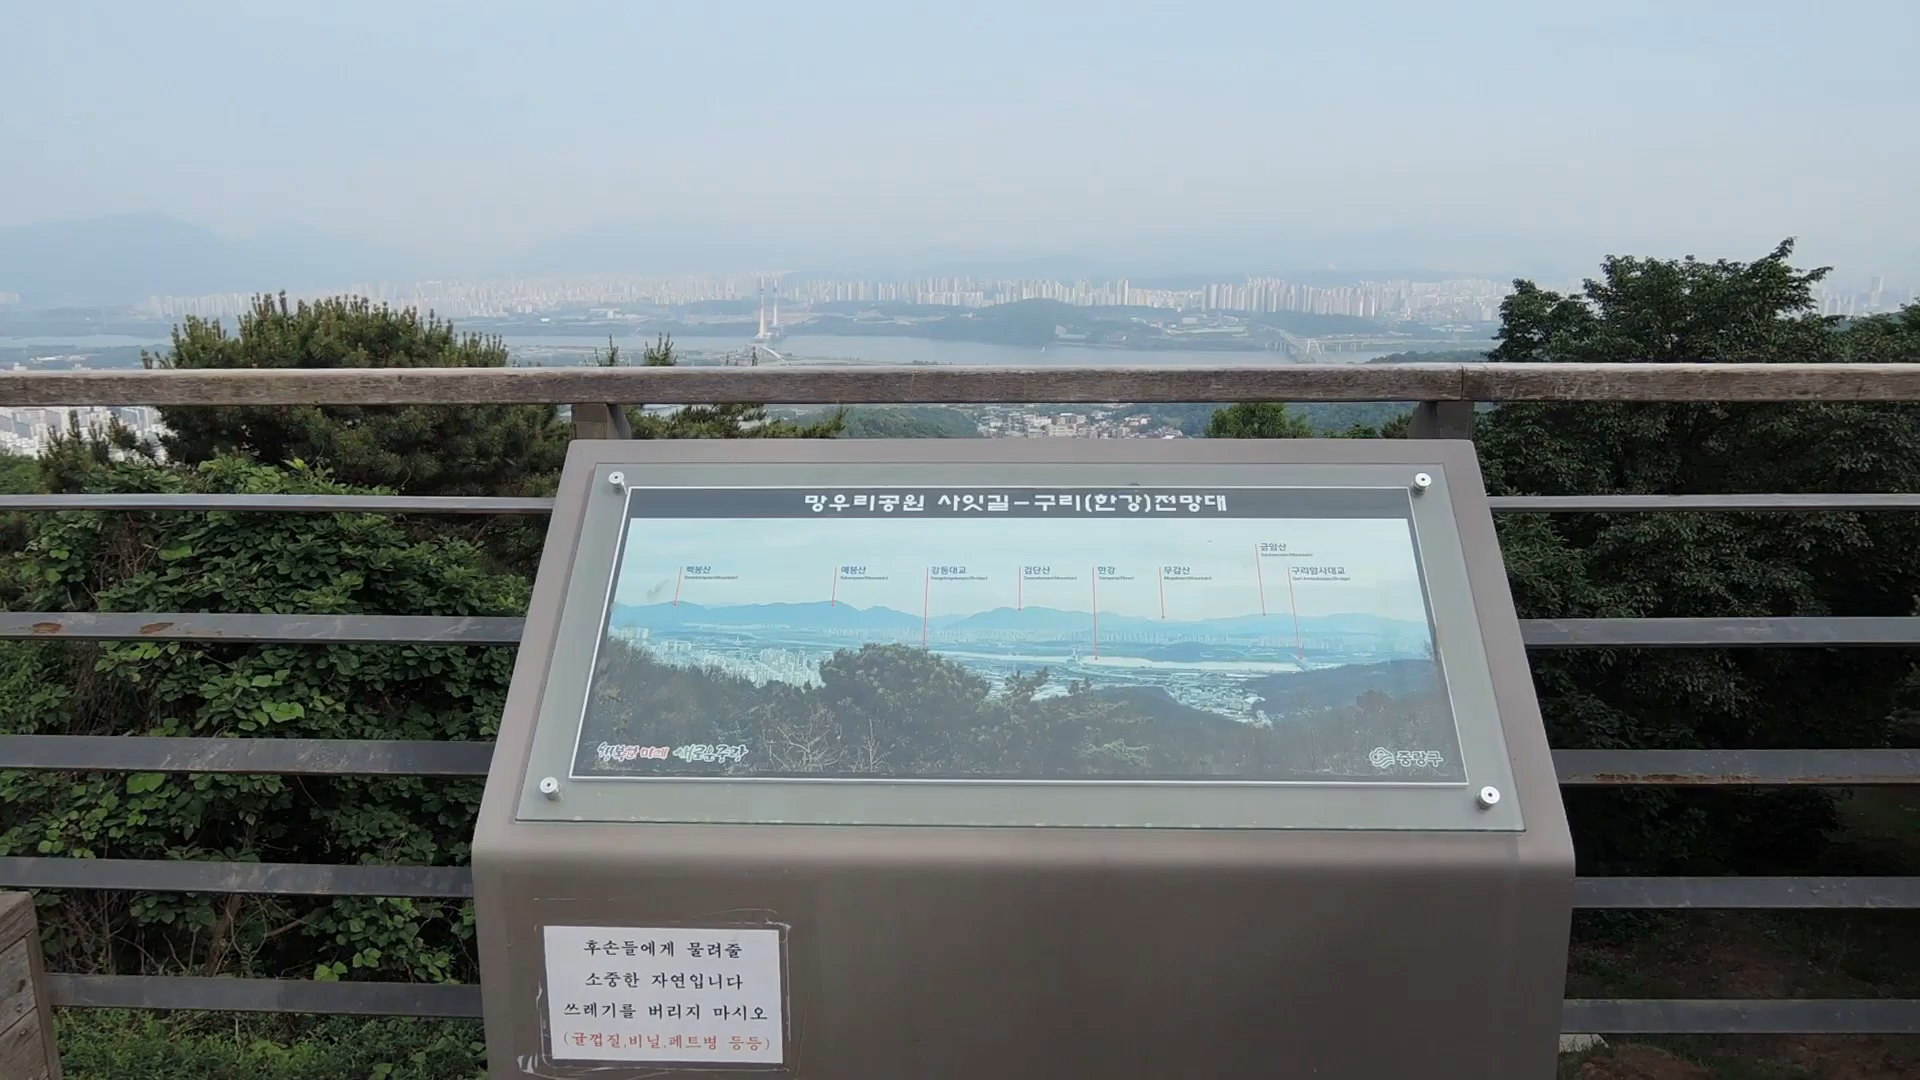 망우리공원 사잇길-구리(한강)전망대
금암산
백봉산
예봉산
강동대교
검단산
한강
무갑산
구리암사대교
행복한 미래 새로운 중랑
중랑구
후손들에게 물려줄
소중한 자연입니다
쓰레기를 버리지 마시오
(귤껍질,비닐,페트병 등등)